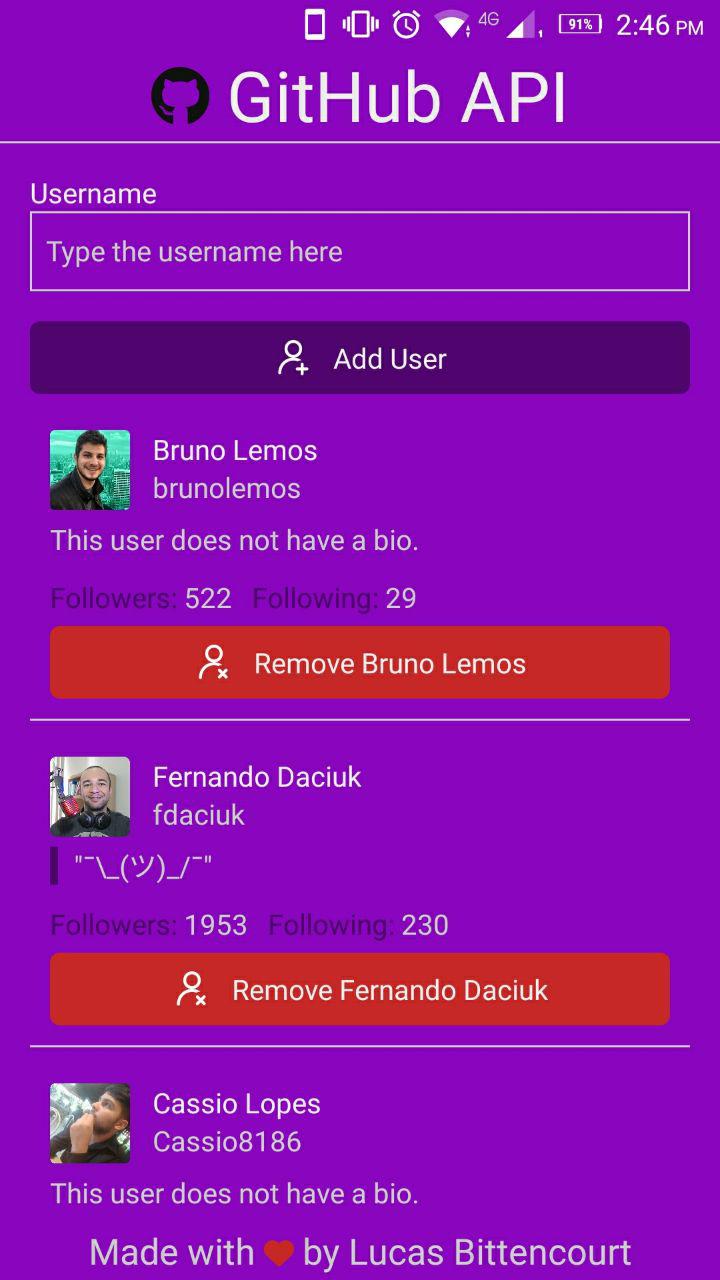 4G 91% 2:46 PM
GitHub API
Username
Type the username here
Add User
Bruno Lemos
brunolemos
This user does not have a bio.
Followers: 522 Following: 29
Remove Bruno Lemos
Fernando Daciuk
fdaciuk
"¯\_(ツ)_/¯"
Followers: 1953 Following: 230
Remove Fernando Daciuk
Cassio Lopes
Cassio8186
This user does not have a bio.
Made with ❤ by Lucas Bittencourt